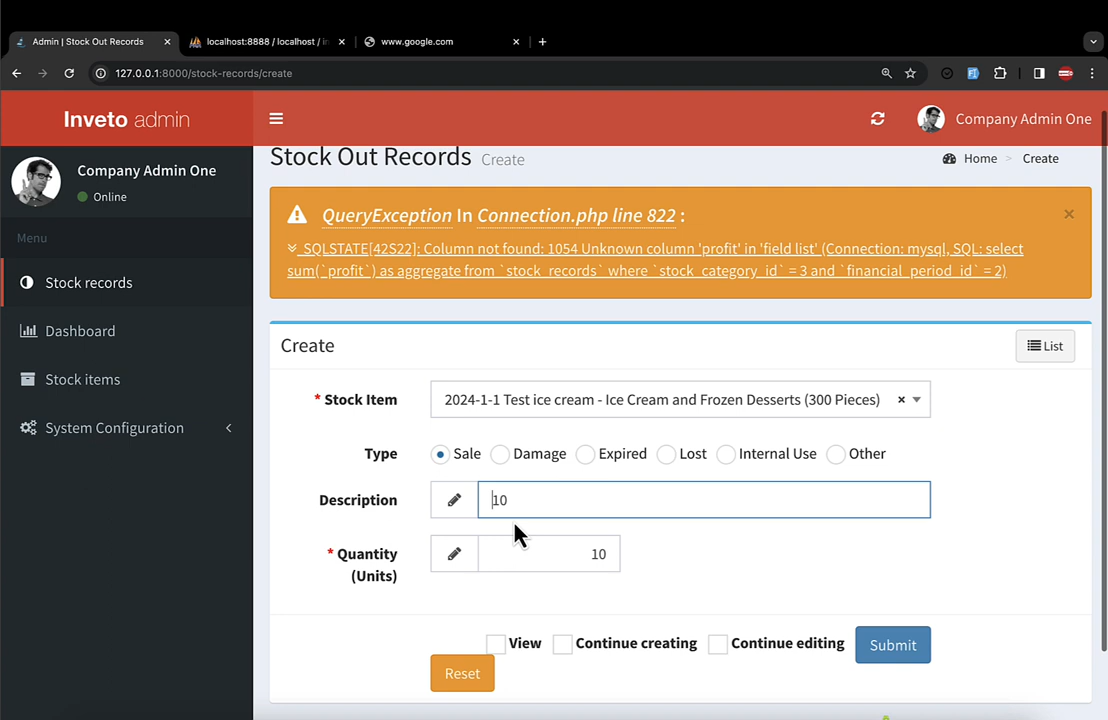 Admin | Stock Out Records
localhost:8888 / localhost / in
www.google.com
127.0.0.1:8000/stock-records/create
Inveto admin
Company Admin One
Company Admin One
Online
Menu
Stock records
Dashboard
Stock items
System Configuration
Stock Out Records Create
Home > Create
QueryException In Connection.php line 822 :
×
SQLSTATE[42S22]: Column not found: 1054 Unknown column 'profit' in 'field list' (Connection: mysql, SQL: select
sum(`profit`) as aggregate from `stock_records` where `stock_category_id` = 3 and `financial_period_id` = 2)
Create
List
* Stock Item
2024-1-1 Test ice cream - Ice Cream and Frozen Desserts (300 Pieces) ×
Type
Sale Damage Expired Lost Internal Use Other
Description
10
* Quantity
(Units)
10
View Continue creating Continue editing Submit
Reset